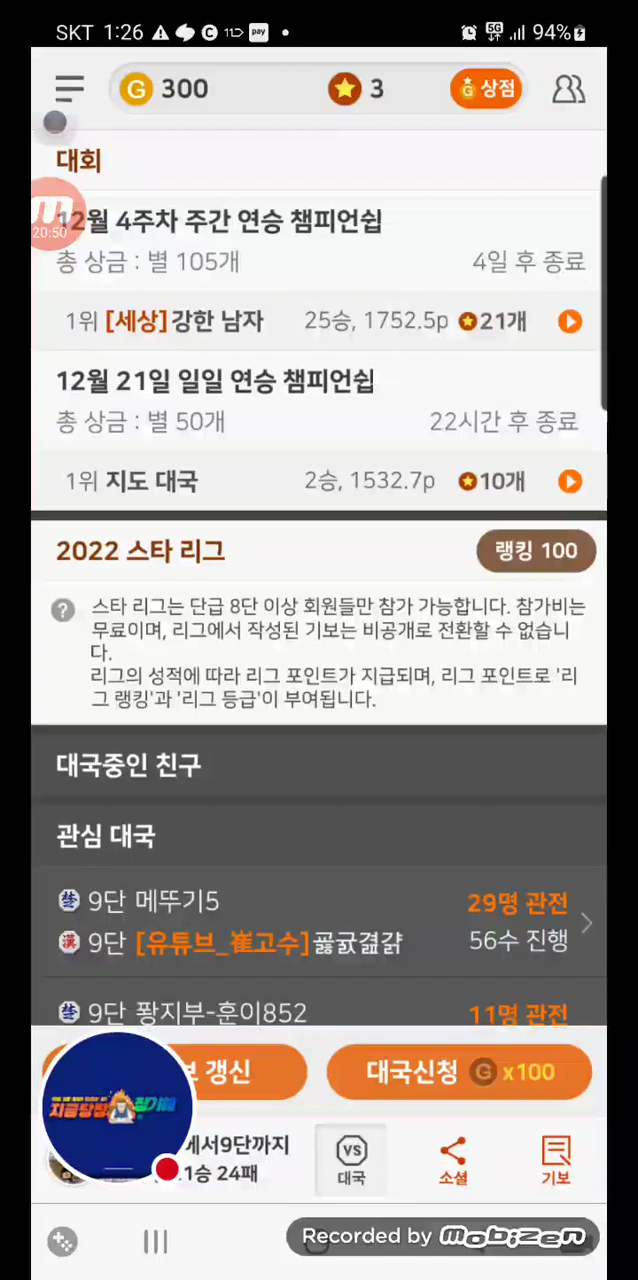 SKT 1:26 pay 5G 94%
G 300 3 G 상점
대회
20:50
12월 4주차 주간 연승 챔피언쉽
총 상금 : 별 105개 4일 후 종료
1위 [세상]강한 남자 25승, 1752.5p 21개
12월 21일 일일 연승 챔피언쉽
총 상금 : 별 50개 22시간 후 종료
1위 지도 대국 2승, 1532.7p 10개
2022 스타 리그 랭킹 100
? 스타 리그는 단급 8단 이상 회원들만 참가 가능합니다. 참가비는
무료이며, 리그에서 작성된 기보는 비공개로 전환할 수 없습니
다.
리그의 성적에 따라 리그 포인트가 지급되며, 리그 포인트로 '리
그 랭킹'과 '리그 등급'이 부여됩니다.
대국중인 친구
관심 대국
9단 메뚜기5 29명 관전
漢 9단 [유튜브_崔고수] 56수 진행
9단 퐝지부-훈이852 11명 관전
갱신 대국신청 G x100
에서9단까지
1승 24패
VS
대국 소셜 기보
Recorded by mobizen